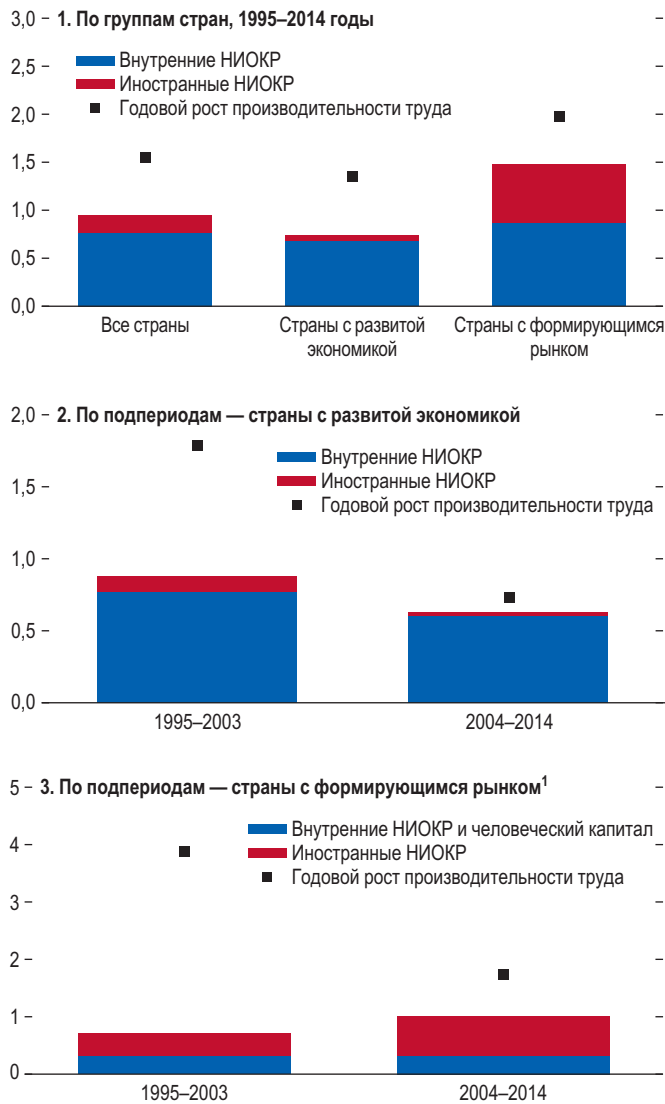 1. По группам стран, 1995–2014 годы
3,0
2,5
2,0
1,5
1,0
0,5
0,0
Внутренние НИОКР
Иностранные НИОКР
Годовой рост производительности труда
Все страны
Страны с развитой
экономикой
Страны с формирующимся
рынком
2. По подпериодам — страны с развитой экономикой
2,0
1,5
1,0
0,5
0,0
Внутренние НИОКР
Иностранные НИОКР
Годовой рост производительности труда
1995–2003
2004–2014
3. По подпериодам — страны с формирующимся рынком¹
5
4
3
2
1
0
Внутренние НИОКР и человеческий капитал
Иностранные НИОКР
Годовой рост производительности труда
1995–2003
2004–2014